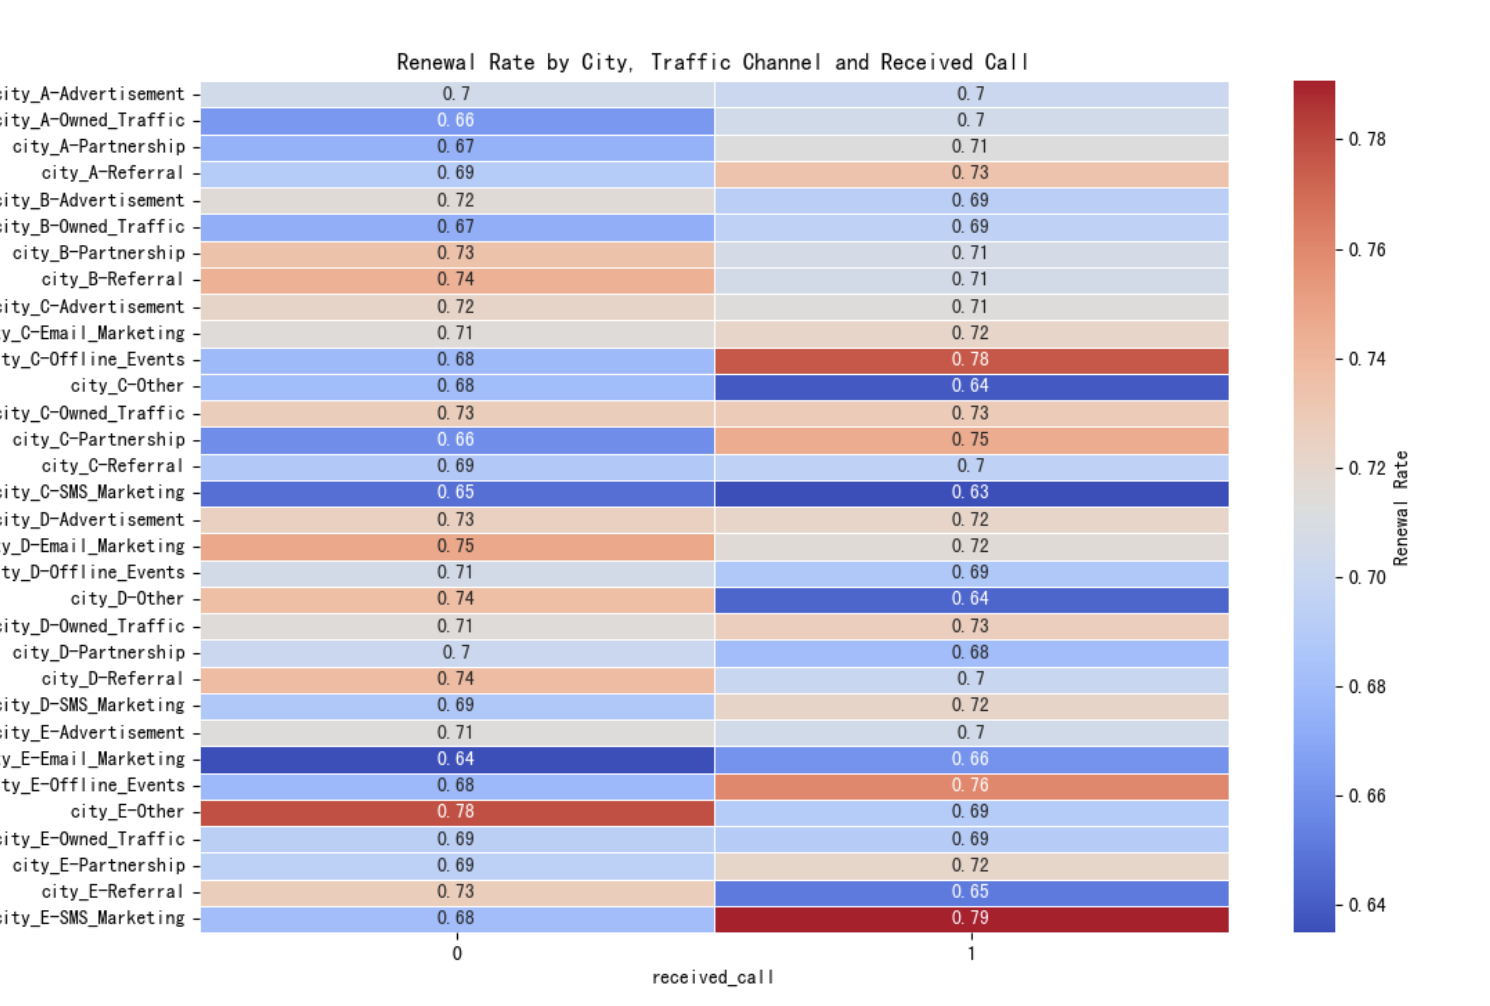 Renewal Rate by City, Traffic Channel and Received Call
city_A-Advertisement 0.7 0.7
city_A-Owned_Traffic 0.66 0.7
city_A-Partnership 0.67 0.71
city_A-Referral 0.69 0.73
city_B-Advertisement 0.72 0.69
city_B-Owned_Traffic 0.67 0.69
city_B-Partnership 0.73 0.71
city_B-Referral 0.74 0.71
city_C-Advertisement 0.72 0.71
y_C-Email_Marketing 0.71 0.72
ty_C-Offline_Events 0.68 0.78
city_C-Other 0.68 0.64
city_C-Owned_Traffic 0.73 0.73
city_C-Partnership 0.66 0.75
city_C-Referral 0.69 0.7
city_C-SMS_Marketing 0.65 0.63
city_D-Advertisement 0.73 0.72
y_D-Email_Marketing 0.75 0.72
ty_D-Offline_Events 0.71 0.69
city_D-Other 0.74 0.64
city_D-Owned_Traffic 0.71 0.73
city_D-Partnership 0.7 0.68
city_D-Referral 0.74 0.7
city_D-SMS_Marketing 0.69 0.72
city_E-Advertisement 0.71 0.7
y_E-Email_Marketing 0.64 0.66
ty_E-Offline_Events 0.68 0.76
city_E-Other 0.78 0.69
city_E-Owned_Traffic 0.69 0.69
city_E-Partnership 0.69 0.72
city_E-Referral 0.73 0.65
city_E-SMS_Marketing 0.68 0.79
0 1
received_call
0.78
0.76
0.74
0.72
0.70
0.68
0.66
0.64
Renewal Rate